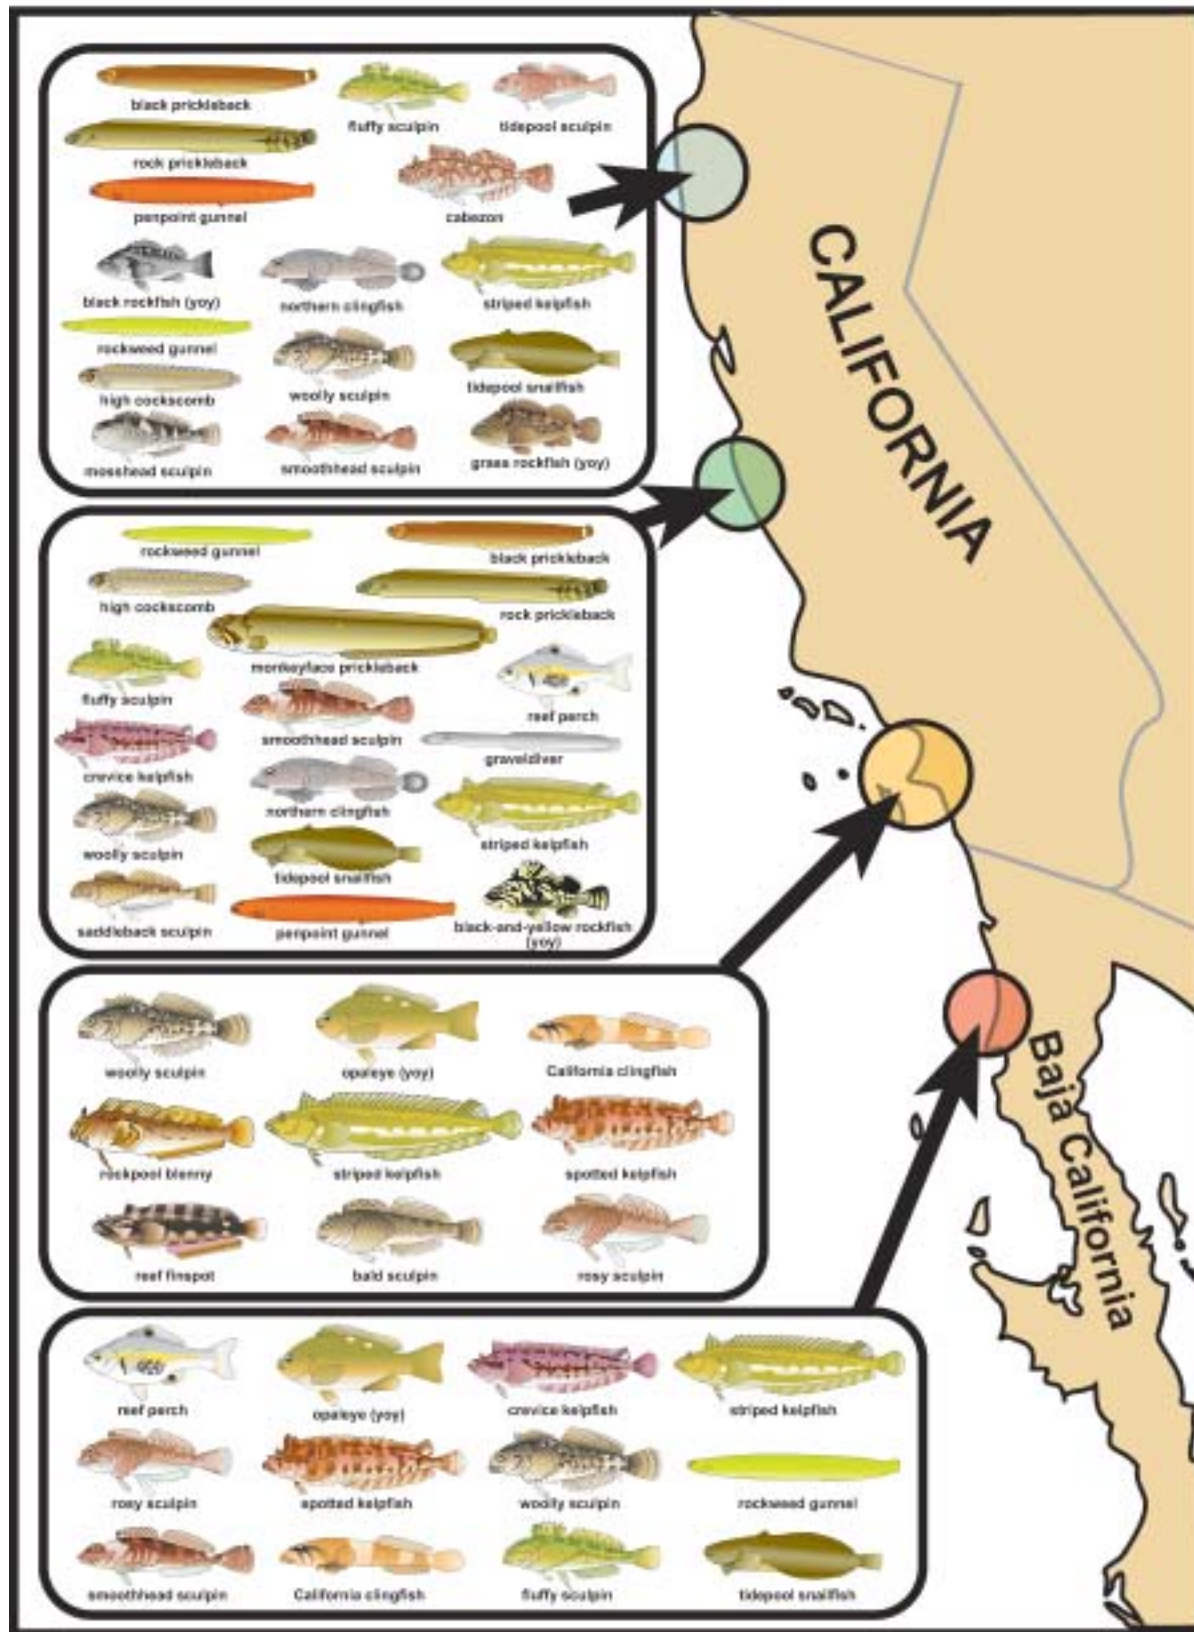 black prickleback
fluffy sculpin
tidepool sculpin
rock prickleback
penpoint gunnel
cabezon
black rockfish (yoy)
northern clingfish
striped kelpfish
rockweed gunnel
high cockscomb
woolly sculpin
tidepool snailfish
mosshead sculpin
smoothhead sculpin
grass rockfish (yoy)
rockweed gunnel
black prickleback
high cockscomb
rock prickleback
monkeyface prickleback
fluffy sculpin
reef perch
smoothhead sculpin
crevice kelpfish
graveldiver
northern clingfish
woolly sculpin
striped kelpfish
tidepool snailfish
saddleback sculpin
penpoint gunnel
black-and-yellow rockfish
(yoy)
woolly sculpin
opaleye (yoy)
California clingfish
rockpool blenny
striped kelpfish
spotted kelpfish
reef finspot
bald sculpin
rosy sculpin
reef perch
opaleye (yoy)
crevice kelpfish
striped kelpfish
rosy sculpin
spotted kelpfish
woolly sculpin
rockweed gunnel
smoothhead sculpin
California clingfish
fluffy sculpin
tidepool snailfish
CALIFORNIA
Baja California